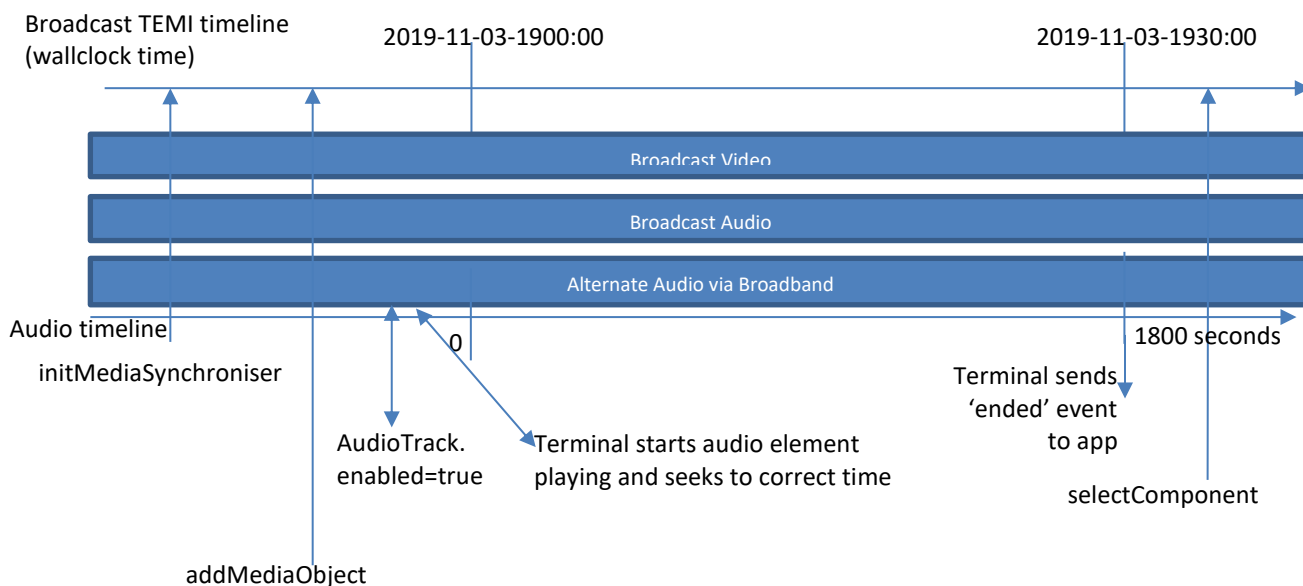 Broadcast TEMI timeline
(wallclock time)
2019-11-03-1900:00
2019-11-03-1930:00
Broadcast Video
Broadcast Audio
Alternate Audio via Broadband
Audio timeline
0
1800 seconds
initMediaSynchroniser
AudioTrack.
enabled=true
Terminal starts audio element
playing and seeks to correct time
Terminal sends
‘ended’ event
to app
selectComponent
addMediaObject